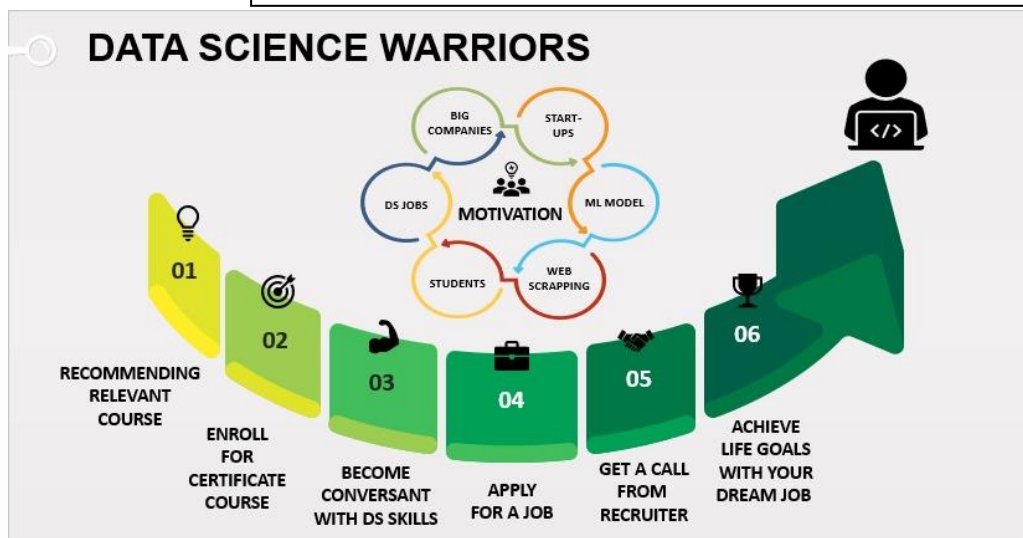 DATA SCIENCE WARRIORS
BIG
COMPANIES
START-
UPS
DS JOBS
MOTIVATION
ML MODEL
STUDENTS
WEB
SCRAPPING
01
RECOMMENDING
RELEVANT
COURSE
02
ENROLL
FOR
CERTIFICATE
COURSE
03
BECOME
CONVERSANT
WITH DS SKILLS
04
APPLY
FOR A JOB
05
GET A CALL
FROM
RECRUITER
06
ACHIEVE
LIFE GOALS
WITH YOUR
DREAM JOB